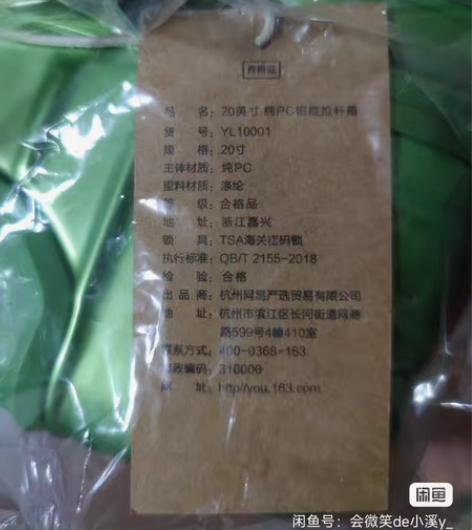 合格证
品 名：20英寸 纯PC铝框拉杆箱
货 号：YL10001
规 格：20寸
主体材质：纯PC
塑料材质：涤纶
等 级：合格品
地 址：浙江嘉兴
锁 具：TSA海关密码锁
执行标准：QB/T 2155-2018
检 验：合格
出 品 商：杭州网易严选贸易有限公司
地 址：杭州市滨江区长河街道网商
路599号4幢410室
联系方式：400-0368-163
邮政编码：310000
网 址：http//you.163.com
闲鱼
闲鱼号：会微笑de小溪y_